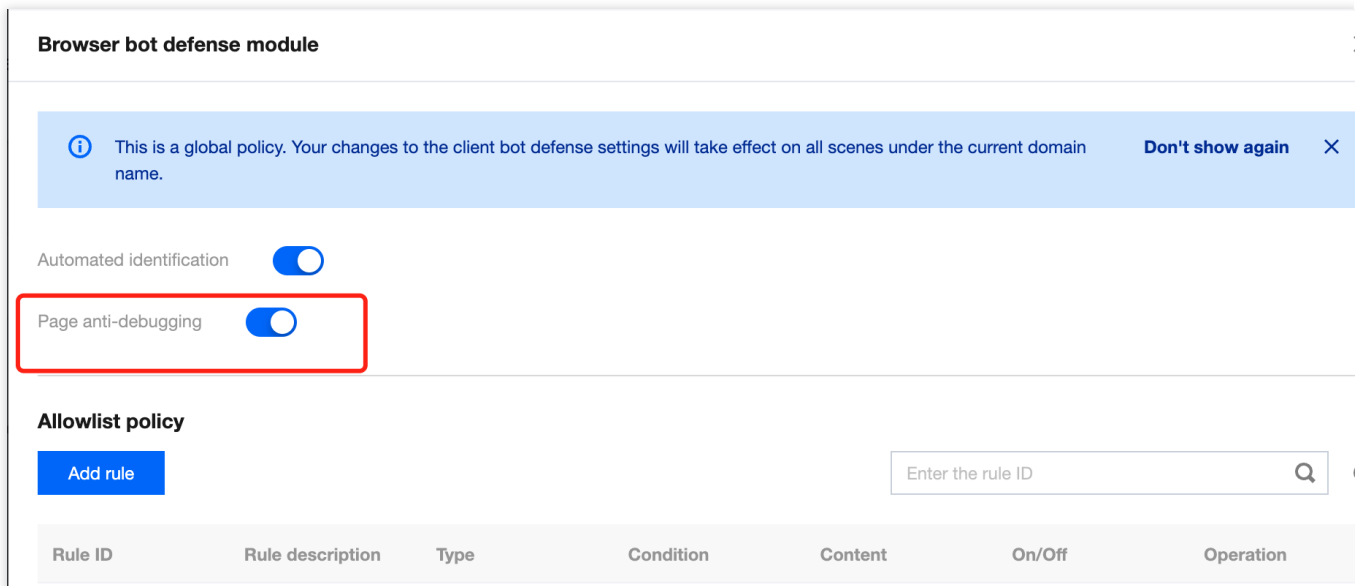 Browser bot defense module
This is a global policy. Your changes to the client bot defense settings will take effect on all scenes under the current domain
name.
Don't show again
Automated identification
Page anti-debugging
Allowlist policy
Add rule
Enter the rule ID
Rule ID Rule description Type Condition Content On/Off Operation